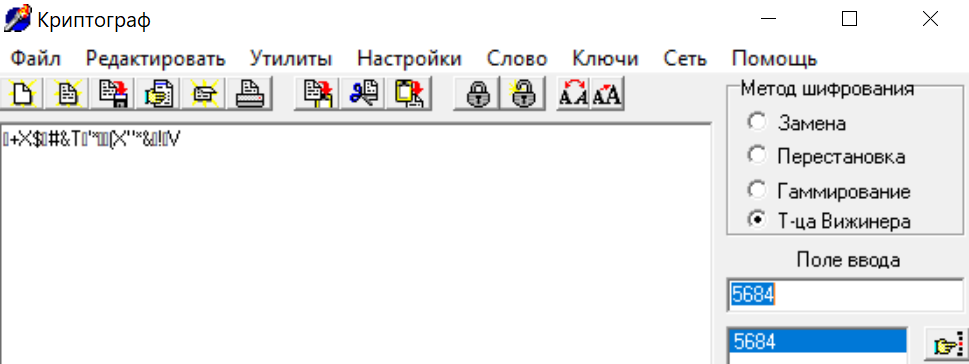 Криптограф
Файл Редактировать Утилиты Настройки Слово Ключи Сеть Помощь
Метод шифрования
Замена
Перестановка
Гаммирование
Т-ца Вижинера
Поле ввода
5684
5684